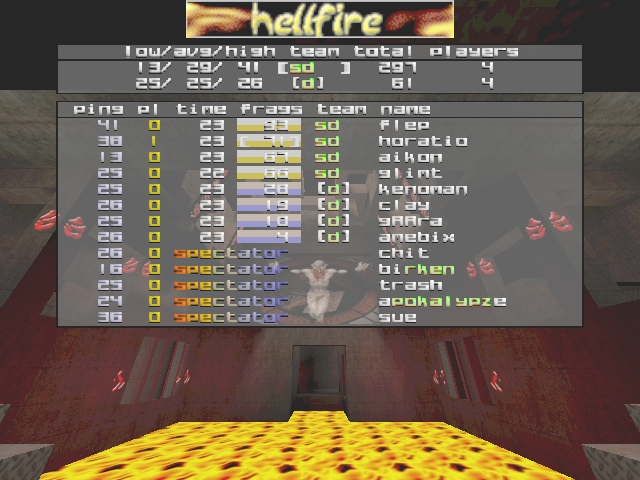 hellfire
low/avg/high team total players
13/ 29/ 41 [sd ] 297 4
25/ 25/ 26 [d] 61 4
ping pl time frags team name
41 0 23 93 sd flep
38 1 23 [ 71] sd horatio
13 0 23 67 sd aikon
25 0 22 66 sd glimt
25 0 23 28 [d] kenoman
26 0 23 19 [d] clay
25 0 23 10 [d] gAAra
26 0 23 4 [d] amebix
26 0 spectator chit
16 0 spectator birken
25 0 spectator trash
24 0 spectator apokalypze
36 0 spectator sue